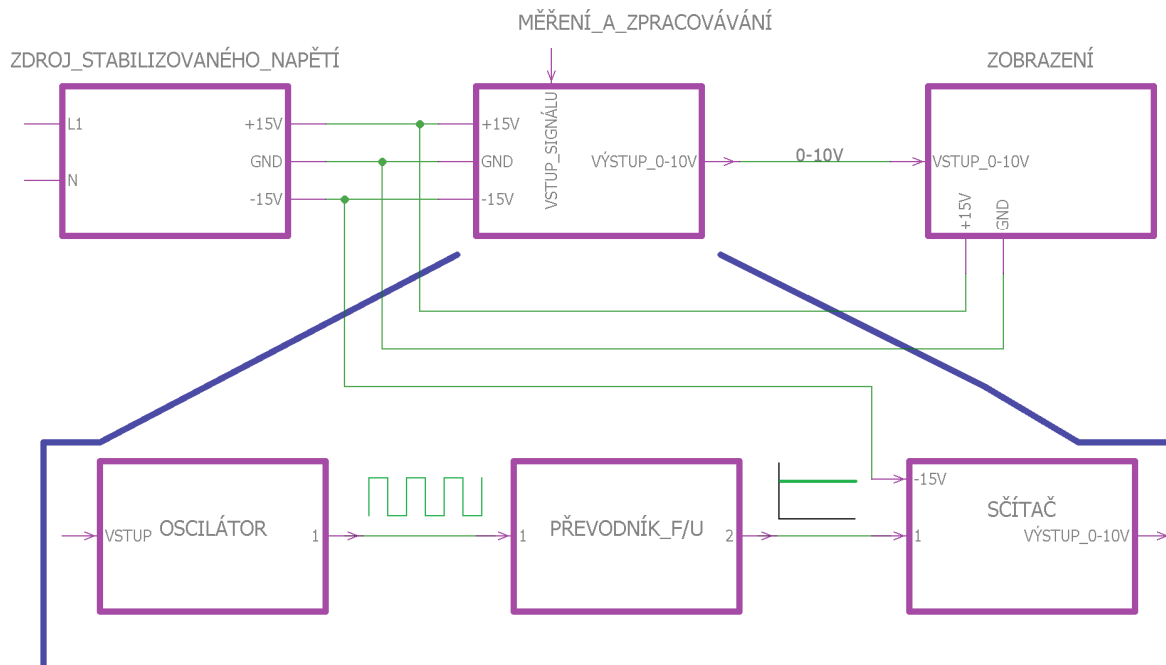 MĚŘENÍ_A_ZPRACOVÁVÁNÍ
ZDROJ_STABILIZOVANÉHO_NAPĚTÍ
ZOBRAZENÍ
L1
N
+15V
GND
-15V
+15V
GND
-15V
VSTUP_SIGNÁLU
VÝSTUP_0-10V
0-10V
VSTUP_0-10V
+15V
GND
VSTUP
OSCILÁTOR
1
1
PŘEVODNÍK_F/U
2
-15V
1
SČÍTAČ
VÝSTUP_0-10V